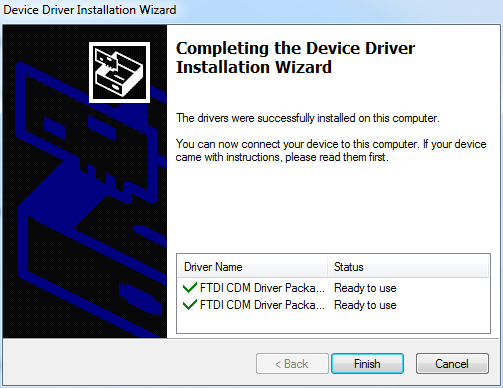 Device Driver Installation Wizard
Completing the Device Driver
Installation Wizard
The drivers were successfully installed on this computer.
You can now connect your device to this computer. If your device
came with instructions, please read them first.
Driver Name Status
FTDI CDM Driver Packa... Ready to use
FTDI CDM Driver Packa... Ready to use
< Back Finish Cancel